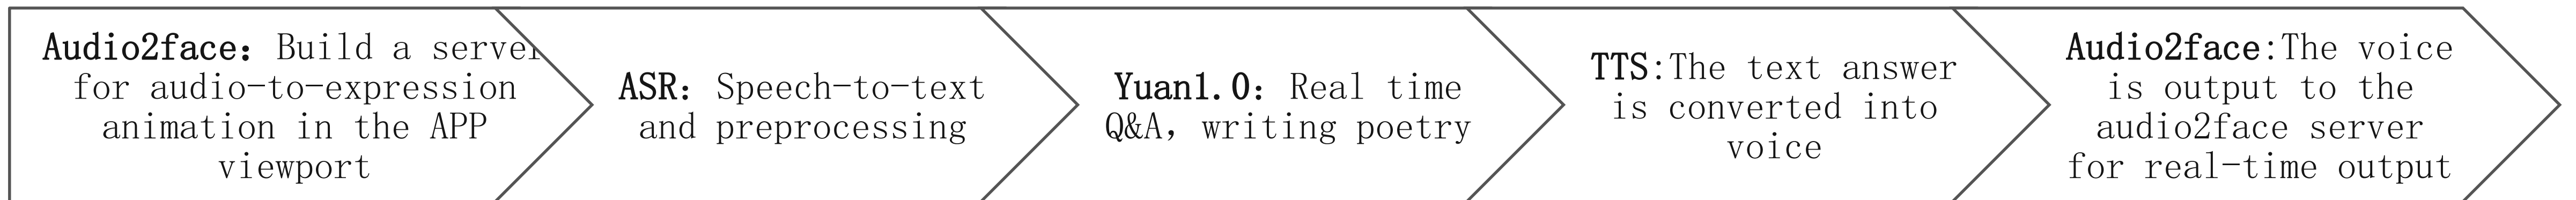 Audio2face: Build a server
for audio-to-expression
animation in the APP
viewport
ASR: Speech-to-text
and preprocessing
Yuan1.0: Real time
Q&A, writing poetry
TTS:The text answer
is converted into
voice
Audio2face:The voice
is output to the
audio2face server
for real-time output